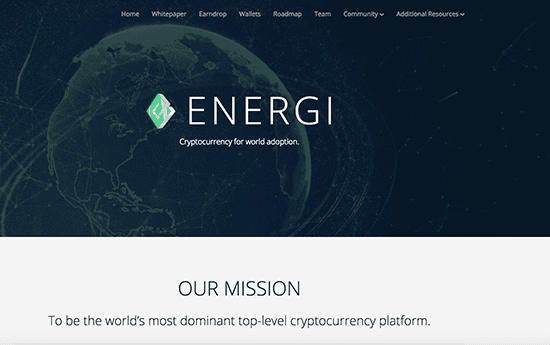 Home Whitepaper Earndrop Wallets Roadmap Team Community Additional Resources
ENERGI
Cryptocurrency for world adoption.
OUR MISSION
To be the world's most dominant top-level cryptocurrency platform.